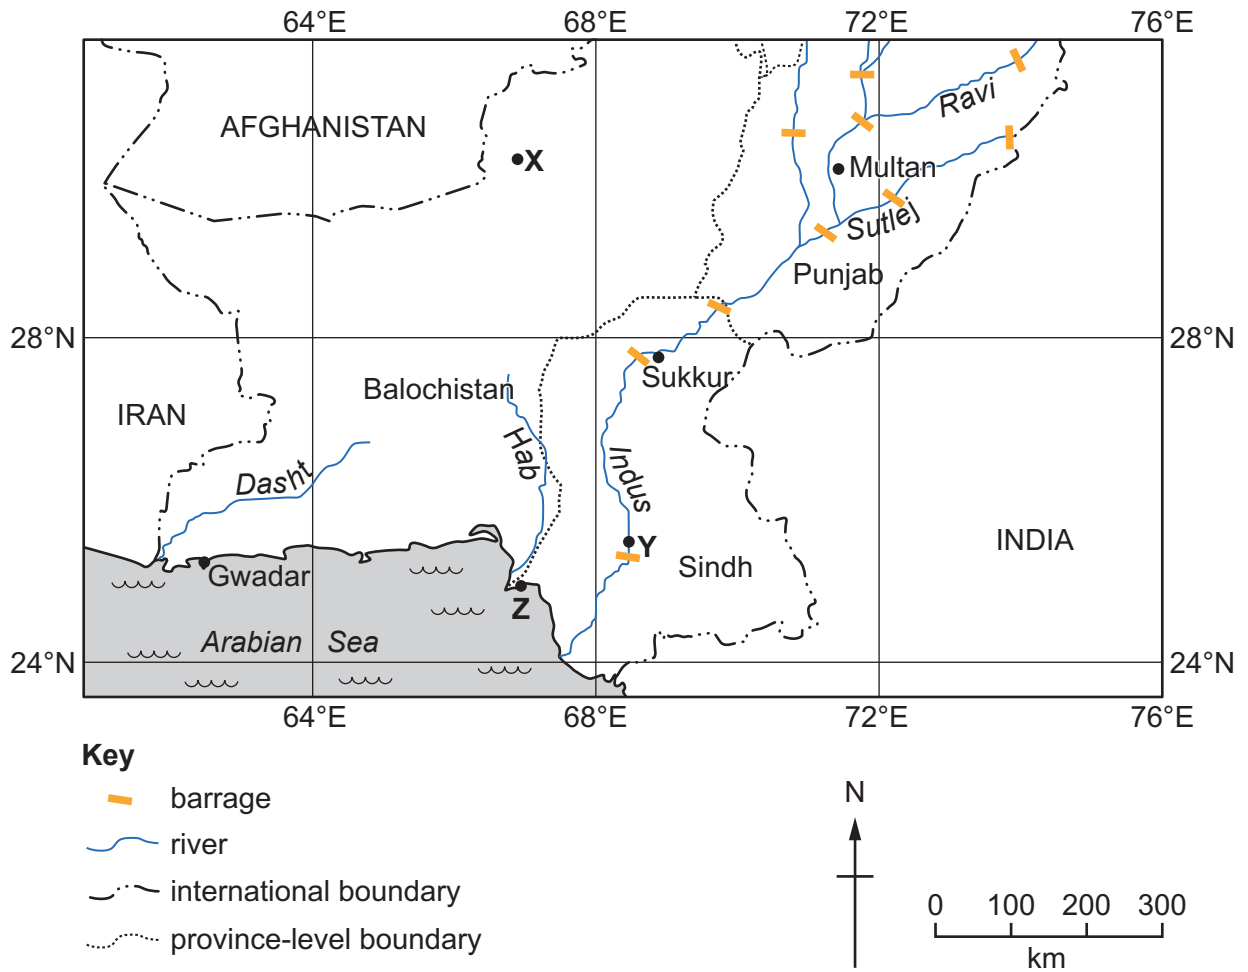 64°E 68°E 72°E 76°E
Ravi
AFGHANISTAN
X
Multan
Sutlej
Punjab
28°N 28°N
Sukkur
Balochistan
IRAN
Hab
Indus
Dasht
INDIA
Y
Sindh
Gwadar
Z
Arabian Sea
24°N 24°N
64°E 68°E 72°E 76°E
Key
barrage
river
international boundary
province-level boundary
N
0 100 200 300
km